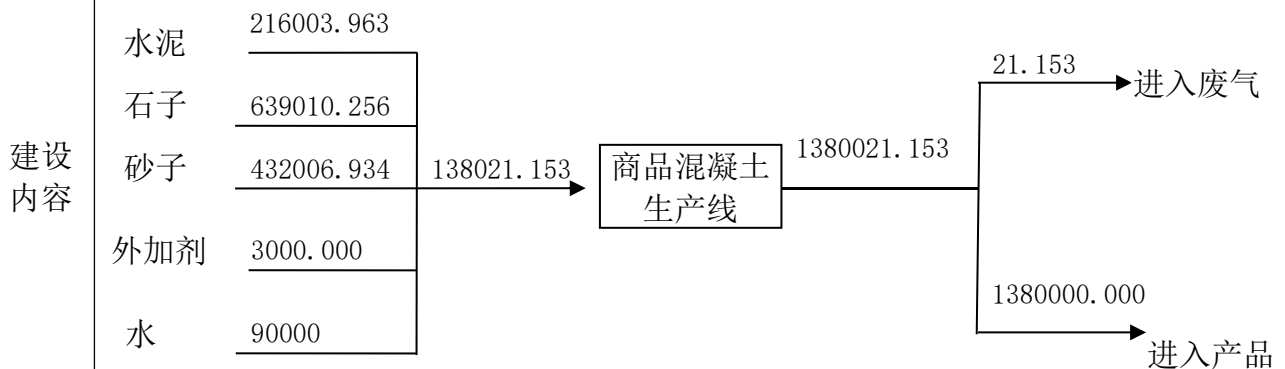 建设
内容
水泥
216003.963
石子
639010.256
砂子
432006.934
外加剂
3000.000
水
90000
138021.153
商品混凝土
生产线
1380021.153
21.153
进入废气
1380000.000
进入产品